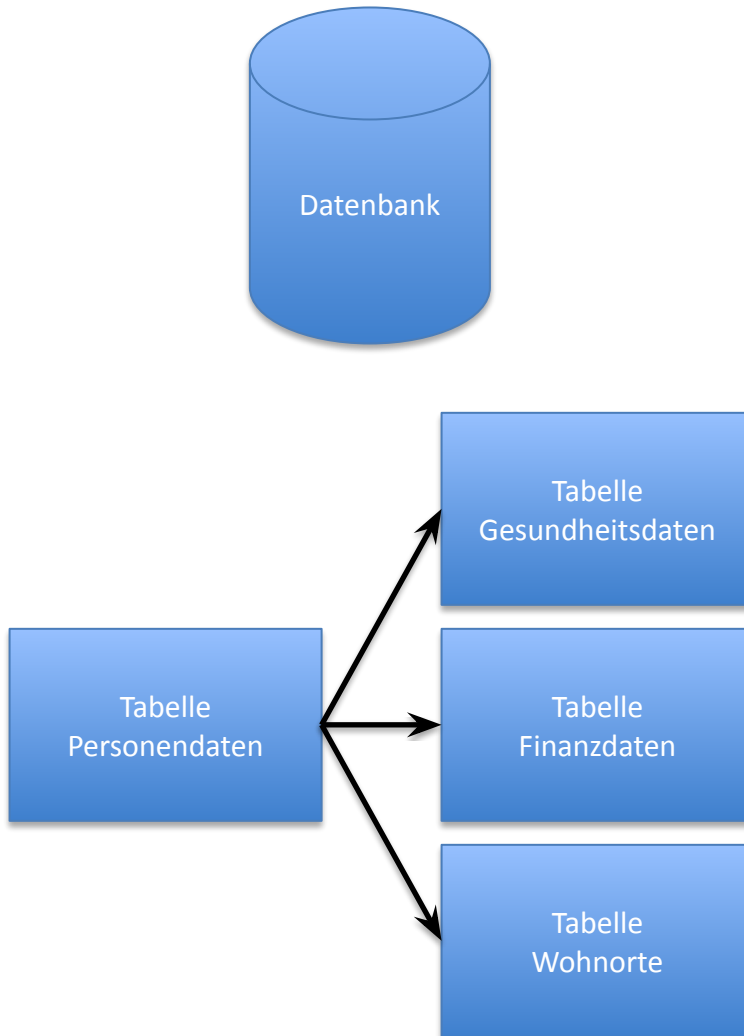 Datenbank
Tabelle
Gesundheitsdaten
Tabelle
Personendaten
Tabelle
Finanzdaten
Tabelle
Wohnorte